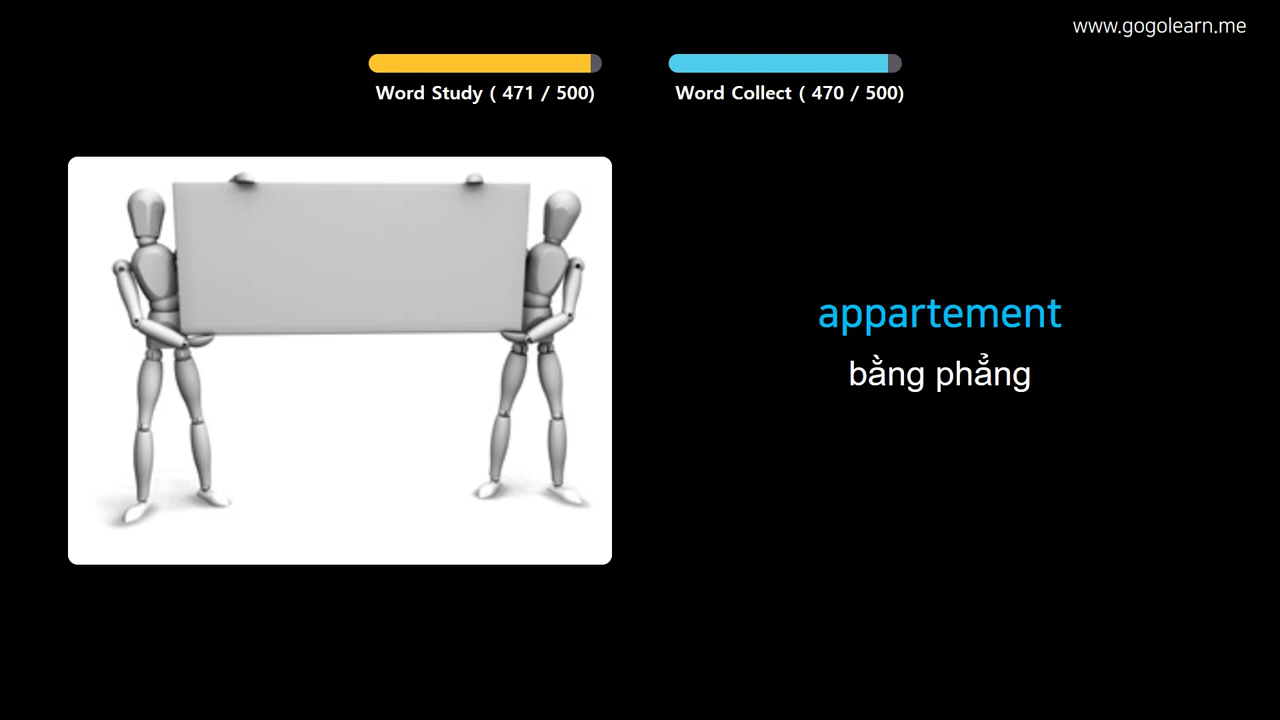 www.gogolearn.me
Word Study ( 471 / 500)
Word Collect ( 470 / 500)
appartement
bằng phẳng